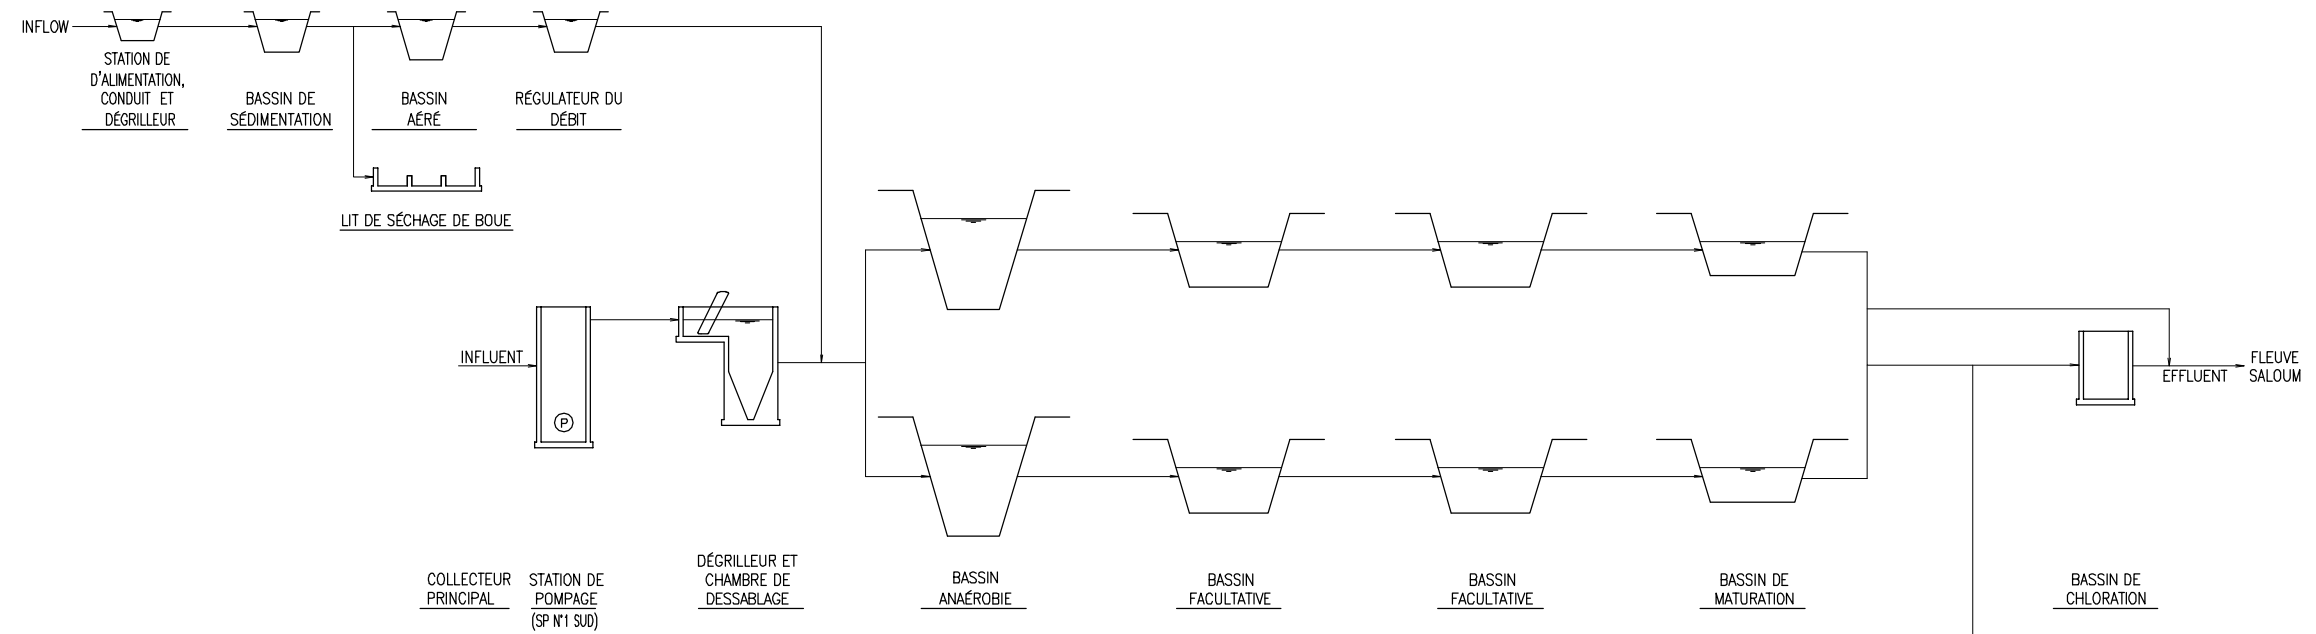 INFLOW
STATION DE
D'ALIMENTATION,
CONDUIT ET
DÉGRILLEUR
BASSIN DE
SÉDIMENTATION
BASSIN
AÉRÉ
RÉGULATEUR DU
DÉBIT
LIT DE SÉCHAGE DE BOUE
INFLUENT
P
EFFLUENT
FLEUVE
SALOUM
COLLECTEUR
PRINCIPAL
STATION DE
POMPAGE
(SP N°1 SUD)
DÉGRILLEUR ET
CHAMBRE DE
DESSABLAGE
BASSIN
ANAÉROBIE
BASSIN
FACULTATIVE
BASSIN
FACULTATIVE
BASSIN DE
MATURATION
BASSIN DE
CHLORATION